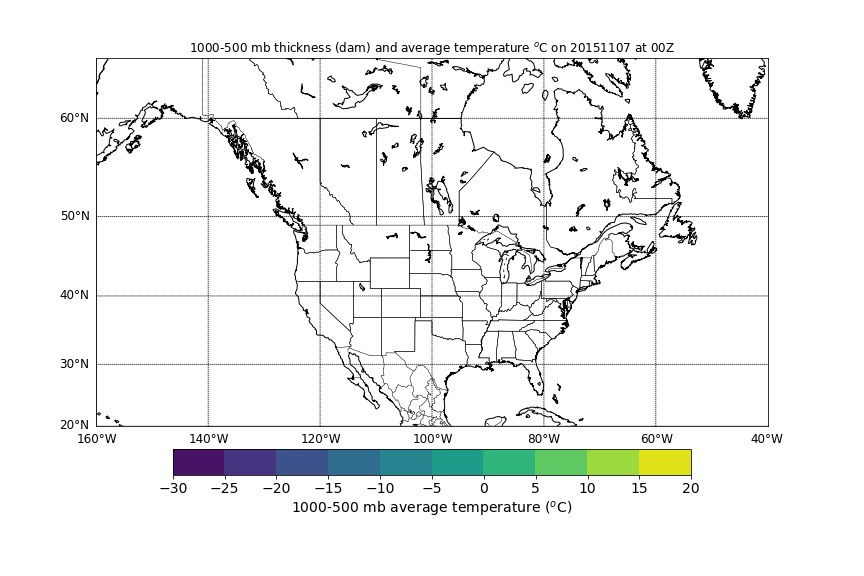 1000-500 mb thickness (dam) and average temperature °C on 20151107 at 00Z
60°N
50°N
40°N
30°N
20°N
160°W 140°W 120°W 100°W 80°W 60°W 40°W
−30 −25 −20 −15 −10 −5 0 5 10 15 20
1000-500 mb average temperature (°C)